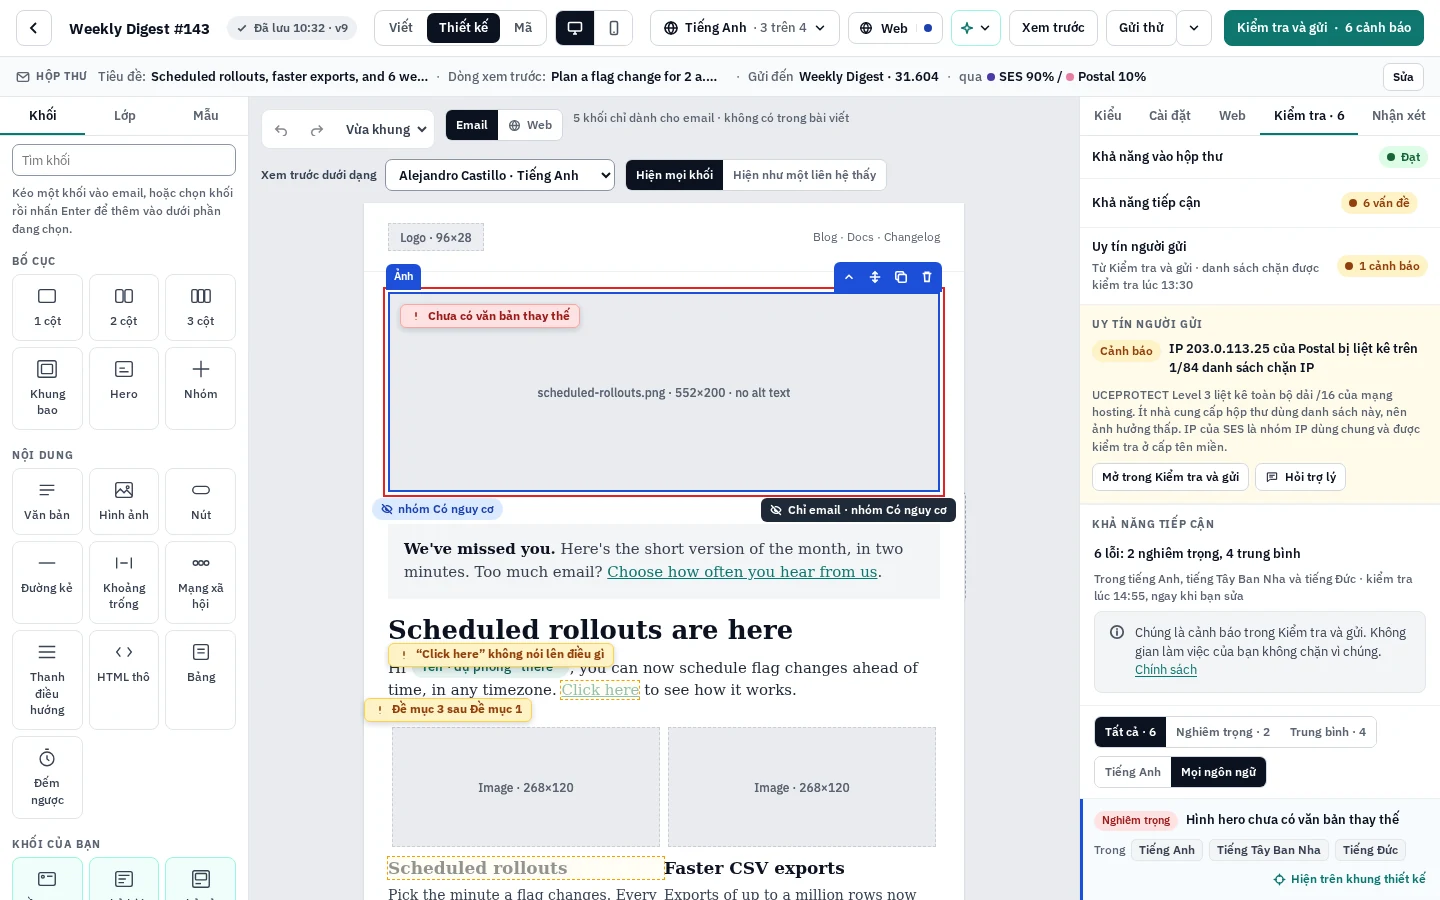 Weekly Digest #143
Đã lưu 10:32 · v9
Viết
Thiết kế
Mã
Tiếng Anh · 3 trên 4
Web
Xem trước
Gửi thử
Kiểm tra và gửi · 6 cảnh báo
HỘP THƯ
Tiêu đề: Scheduled rollouts, faster exports, and 6 we…
· Dòng xem trước: Plan a flag change for 2 a.…
· Gửi đến Weekly Digest · 31.604
· qua SES 90% / Postal 10%
Sửa
Khối
Lớp
Mẫu
Tìm khối
Kéo một khối vào email, hoặc chọn khối
rồi nhấn Enter để thêm vào dưới phần
đang chọn.
BỐ CỤC
1 cột
2 cột
3 cột
Khung
bao
Hero
Nhóm
NỘI DUNG
Văn bản
Hình ảnh
Nút
Đường kẻ
Khoảng
trống
Mạng xã
hội
Thanh
điều
hướng
HTML thô
Bảng
Đếm
ngược
KHỐI CỦA BẠN
Vừa khung
Email
Web
5 khối chỉ dành cho email · không có trong bài viết
Xem trước dưới dạng
Alejandro Castillo · Tiếng Anh
Hiện mọi khối
Hiện như một liên hệ thấy
Logo · 96×28
Blog · Docs · Changelog
Ảnh
! Chưa có văn bản thay thế
scheduled-rollouts.png · 552×200 · no alt text
nhóm Có nguy cơ
Chỉ email · nhóm Có nguy cơ
We've missed you. Here's the short version of the month, in two
minutes. Too much email? Choose how often you hear from us.
Scheduled rollouts are here
! “Click here” không nói lên điều gì
Hi , you can now schedule flag changes ahead of
time, in any timezone. Click here to see how it works.
! Đề mục 3 sau Đề mục 1
Image · 268×120
Image · 268×120
Scheduled rollouts
Faster CSV exports
Pick the minute a flag changes. Every
Exports of up to a million rows now
Kiểu
Cài đặt
Web
Kiểm tra · 6
Nhận xét
Khả năng vào hộp thư
Đạt
Khả năng tiếp cận
6 vấn đề
Uy tín người gửi
Từ Kiểm tra và gửi · danh sách chặn được
kiểm tra lúc 13:30
1 cảnh báo
UY TÍN NGƯỜI GỬI
Cảnh báo
IP 203.0.113.25 của Postal bị liệt kê trên
1/84 danh sách chặn IP
UCEPROTECT Level 3 liệt kê toàn bộ dải /16 của mạng
hosting. Ít nhà cung cấp hộp thư dùng danh sách này, nên
ảnh hưởng thấp. IP của SES là nhóm IP dùng chung và được
kiểm tra ở cấp tên miền.
Mở trong Kiểm tra và gửi
Hỏi trợ lý
KHẢ NĂNG TIẾP CẬN
6 lỗi: 2 nghiêm trọng, 4 trung bình
Trong tiếng Anh, tiếng Tây Ban Nha và tiếng Đức · kiểm tra
lúc 14:55, ngay khi bạn sửa
Chúng là cảnh báo trong Kiểm tra và gửi. Không
gian làm việc của bạn không chặn vì chúng.
Chính sách
Tất cả · 6
Nghiêm trọng · 2
Trung bình · 4
Tiếng Anh
Mọi ngôn ngữ
Nghiêm trọng
Hình hero chưa có văn bản thay thế
Trong
Tiếng Anh
Tiếng Tây Ban Nha
Tiếng Đức
Hiện trên khung thiết kế